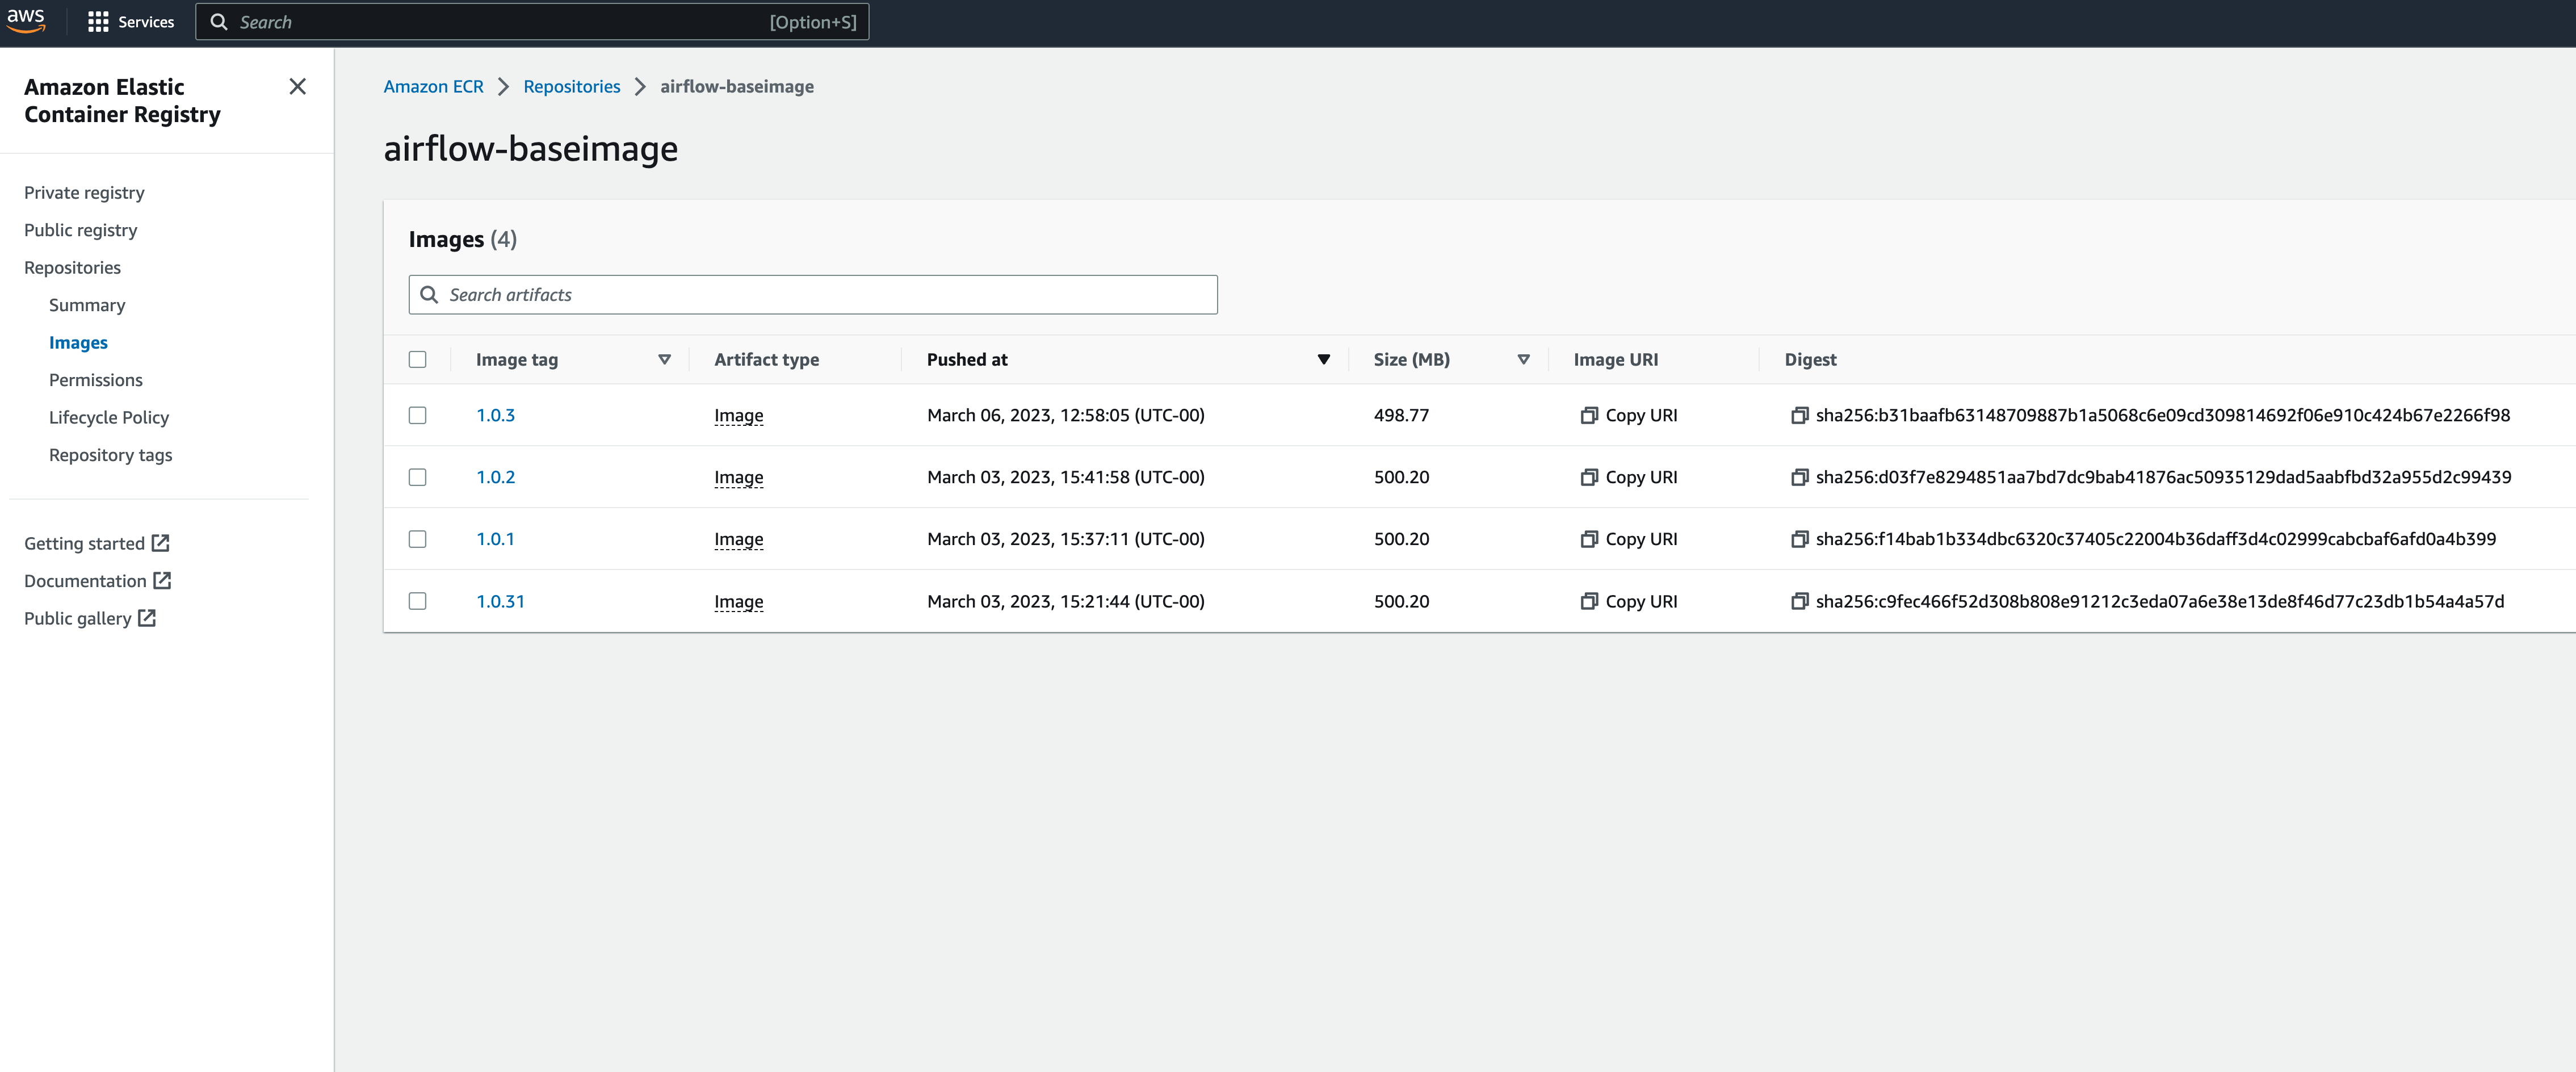 aws
Services
Search [Option+S]
Amazon Elastic
Container Registry
Private registry
Public registry
Repositories
Summary
Images
Permissions
Lifecycle Policy
Repository tags
Getting started
Documentation
Public gallery
Amazon ECR Repositories airflow-baseimage
airflow-baseimage
Images (4)
Search artifacts
Image tag Artifact type Pushed at Size (MB) Image URI Digest
1.0.3 Image March 06, 2023, 12:58:05 (UTC-00) 498.77 Copy URI sha256:b31baafb63148709887b1a5068c6e09cd309814692f06e910c424b67e2266f98
1.0.2 Image March 03, 2023, 15:41:58 (UTC-00) 500.20 Copy URI sha256:d03f7e8294851aa7bd7dc9bab41876ac50935129dad5aabfbd32a955d2c99439
1.0.1 Image March 03, 2023, 15:37:11 (UTC-00) 500.20 Copy URI sha256:f14bab1b334dbc6320c37405c22004b36daff3d4c02999cabcbaf6afd0a4b399
1.0.31 Image March 03, 2023, 15:21:44 (UTC-00) 500.20 Copy URI sha256:c9fec466f52d308b808e91212c3eda07a6e38e13de8f46d77c23db1b54a4a57d